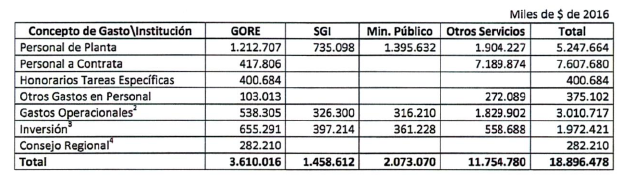 Miles de $ de 2016
Concepto de Gasto\Institución GORE SGI Min. Público Otros Servicios Total
Personal de Planta 1.212.707 735.098 1.395.632 1.904.227 5.247.664
Personal a Contrata 417.806 7.189.874 7.607.680
Honorarios Tareas Específicas 400.684 400.684
Otros Gastos en Personal 103.013 272.089 375.102
Gastos Operacionales2 538.305 326.300 316.210 1.829.902 3.010.717
Inversión3 655.291 397.214 361.228 558.688 1.972.421
Consejo Regional4 282.210 282.210
Total 3.610.016 1.458.612 2.073.070 11.754.780 18.896.478